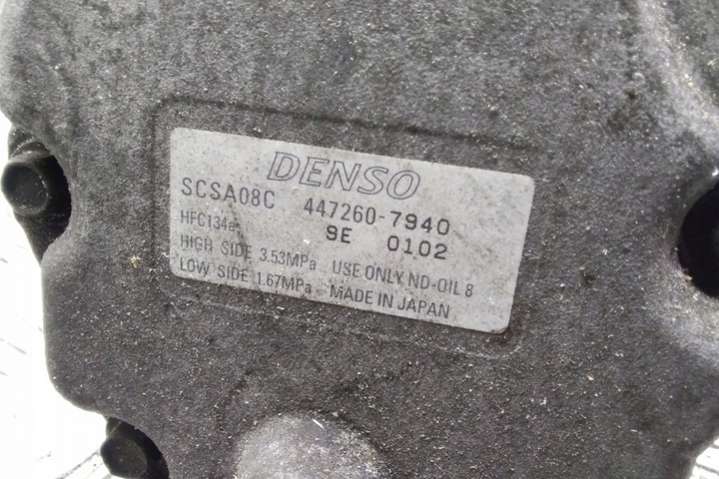 DENSO
SCSA08C 447260-7940
HFC134a 9E 0102
HIGH SIDE 3.53MPa USE ONLY ND-OIL 8
LOW SIDE 1.67MPa MADE IN JAPAN